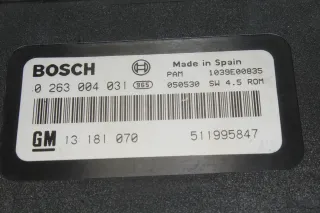 BOSCH
Made in Spain
PAM 1039E00835
0 263 004 031
050530 SW 4.5 ROM
GM 13 181 070
511995847